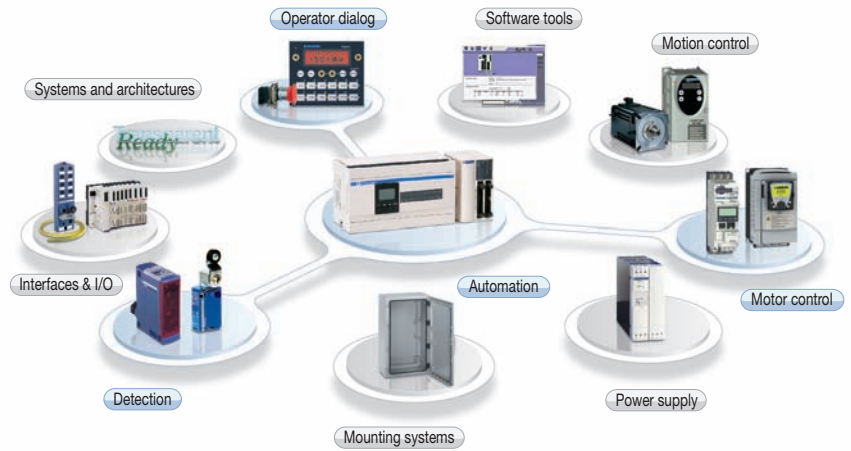 Operator dialog
Software tools
Motion control
Systems and architectures
Transparent
Ready
Interfaces & I/O
Automation
Motor control
Detection
Power supply
Mounting systems